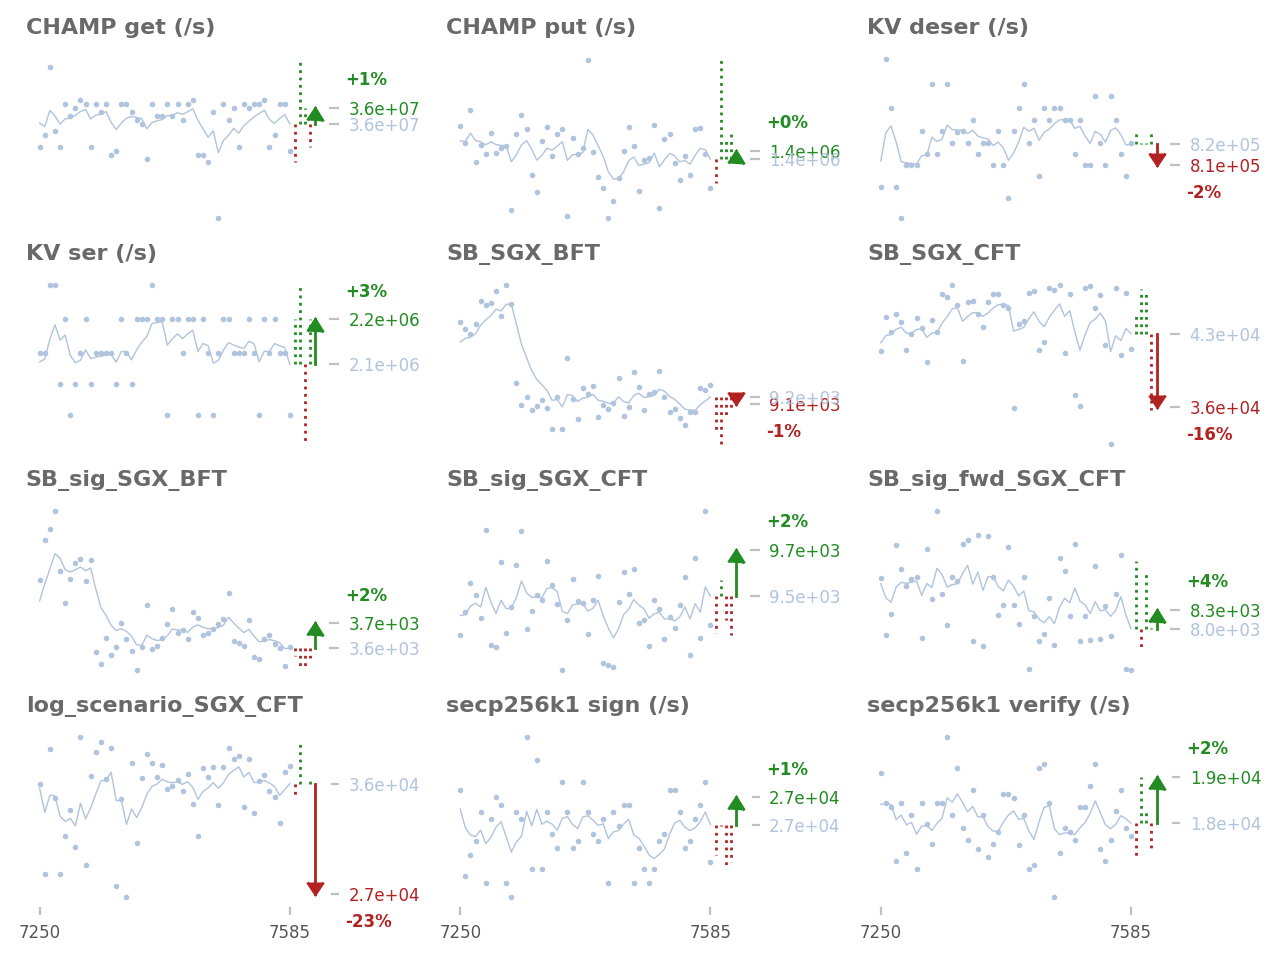 CHAMP get (/s)
+1%
3.6e+07
3.6e+07
CHAMP put (/s)
+0%
1.4e+06
1.4e+06
KV deser (/s)
8.2e+05
8.1e+05
-2%
KV ser (/s)
+3%
2.2e+06
2.1e+06
SB_SGX_BFT
9.2e+03
9.1e+03
-1%
SB_SGX_CFT
4.3e+04
3.6e+04
-16%
SB_sig_SGX_BFT
+2%
3.7e+03
3.6e+03
SB_sig_SGX_CFT
+2%
9.7e+03
9.5e+03
SB_sig_fwd_SGX_CFT
+4%
8.3e+03
8.0e+03
log_scenario_SGX_CFT
3.6e+04
2.7e+04
-23%
7250
7585
secp256k1 sign (/s)
+1%
2.7e+04
2.7e+04
7250
7585
secp256k1 verify (/s)
+2%
1.9e+04
1.8e+04
7250
7585